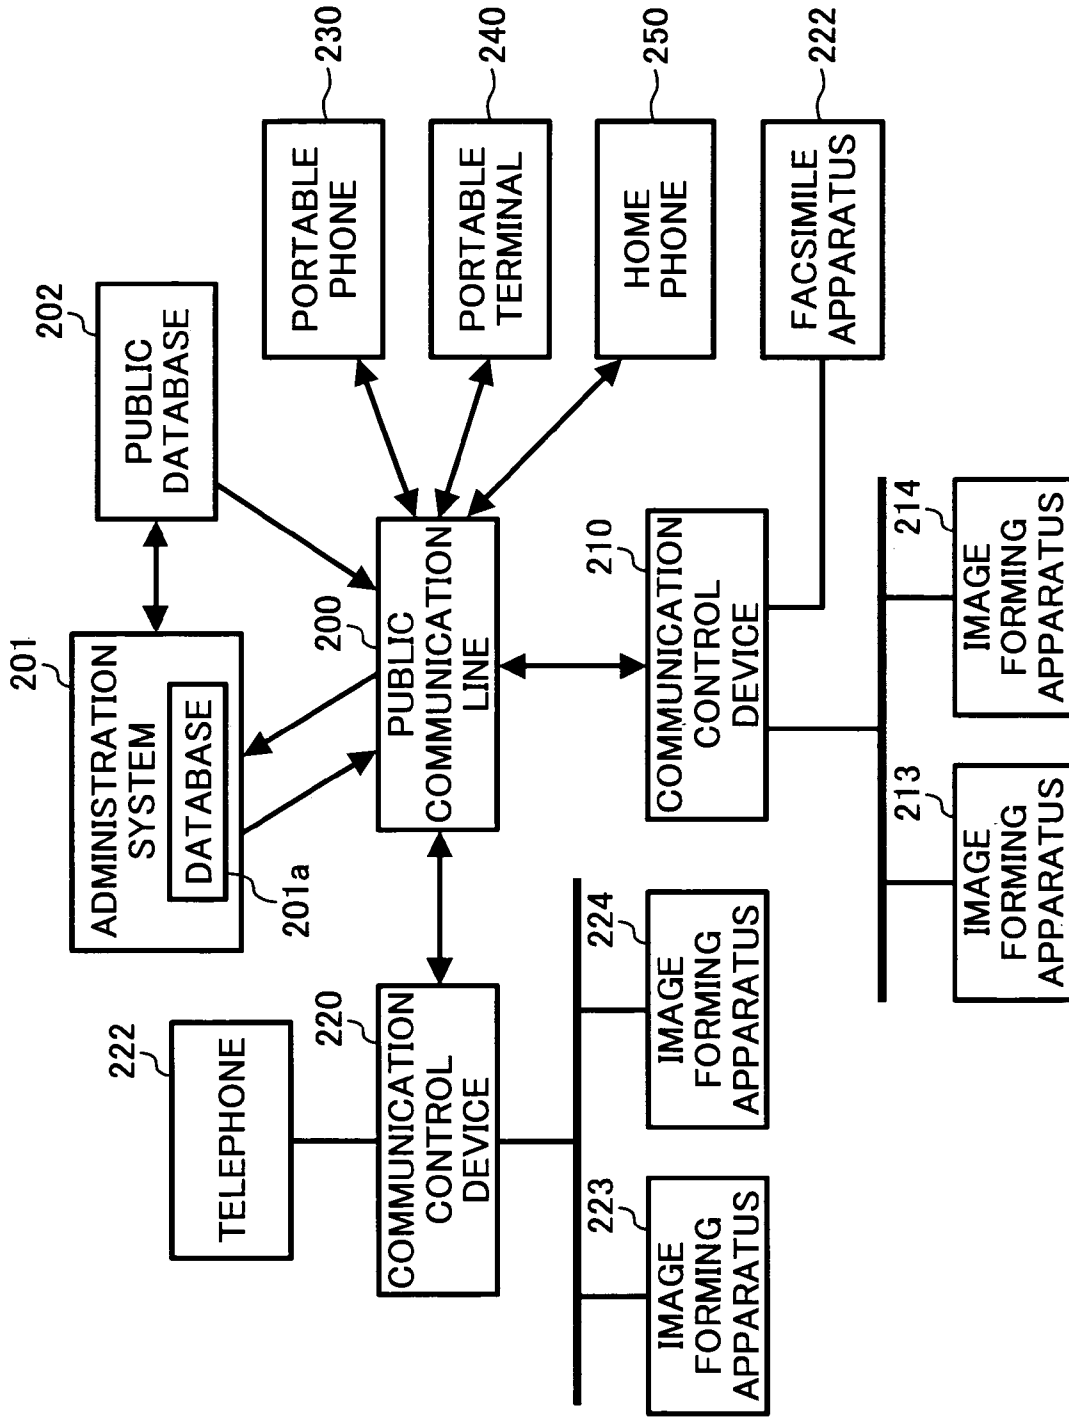 201
ADMINISTRATION
SYSTEM
DATABASE
201a
202
PUBLIC
DATABASE
230
PORTABLE
PHONE
240
PORTABLE
TERMINAL
250
HOME
PHONE
222
FACSIMILE
APPARATUS
200
PUBLIC
COMMUNICATION
LINE
222
TELEPHONE
220
COMMUNICATION
CONTROL
DEVICE
210
COMMUNICATION
CONTROL
DEVICE
223
IMAGE
FORMING
APPARATUS
224
IMAGE
FORMING
APPARATUS
213
IMAGE
FORMING
APPARATUS
214
IMAGE
FORMING
APPARATUS